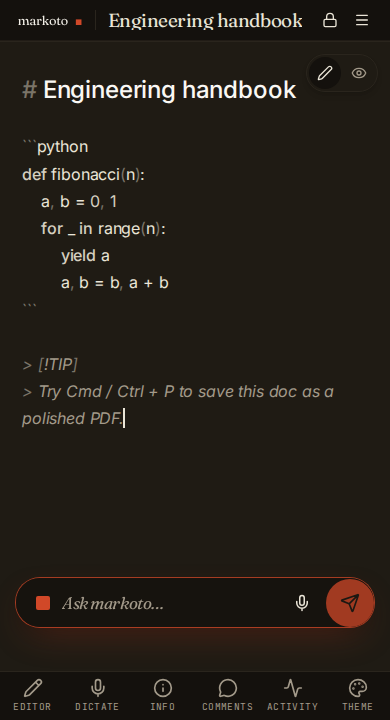 markoto
Engineering handbook
# Engineering handbook
```python
def fibonacci(n):
    a, b = 0, 1
    for _ in range(n):
        yield a
        a, b = b, a + b
```
> [!TIP]
> Try Cmd / Ctrl + P to save this doc as a
polished PDF.
Ask markoto...
EDITOR DICTATE INFO COMMENTS ACTIVITY THEME